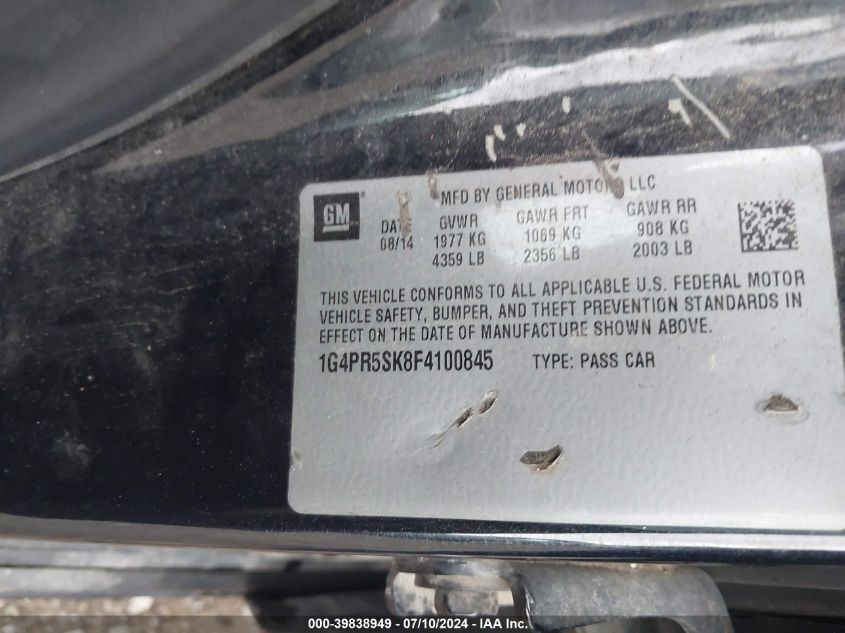 MFD BY GENERAL MOTORS LLC
GM ®
DATE GVWR GAWR FRT GAWR RR
08/14 1977 KG 1069 KG 908 KG
4359 LB 2356 LB 2003 LB
THIS VEHICLE CONFORMS TO ALL APPLICABLE U.S. FEDERAL MOTOR
VEHICLE SAFETY, BUMPER, AND THEFT PREVENTION STANDARDS IN
EFFECT ON THE DATE OF MANUFACTURE SHOWN ABOVE.
1G4PR5SK8F4100845 TYPE: PASS CAR
000-39838949 - 07/10/2024 - IAA Inc.